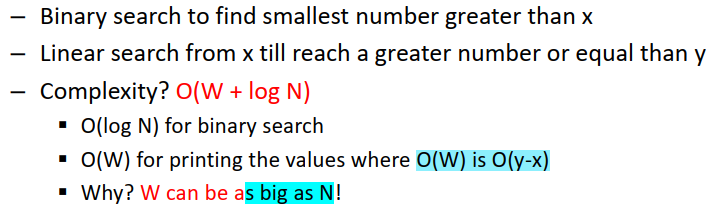 – Binary search to find smallest number greater than x
– Linear search from x till reach a greater number or equal than y
– Complexity? O(W + log N)
▪ O(log N) for binary search
▪ O(W) for printing the values where O(W) is O(y-x)
▪ Why? W can be as big as N!